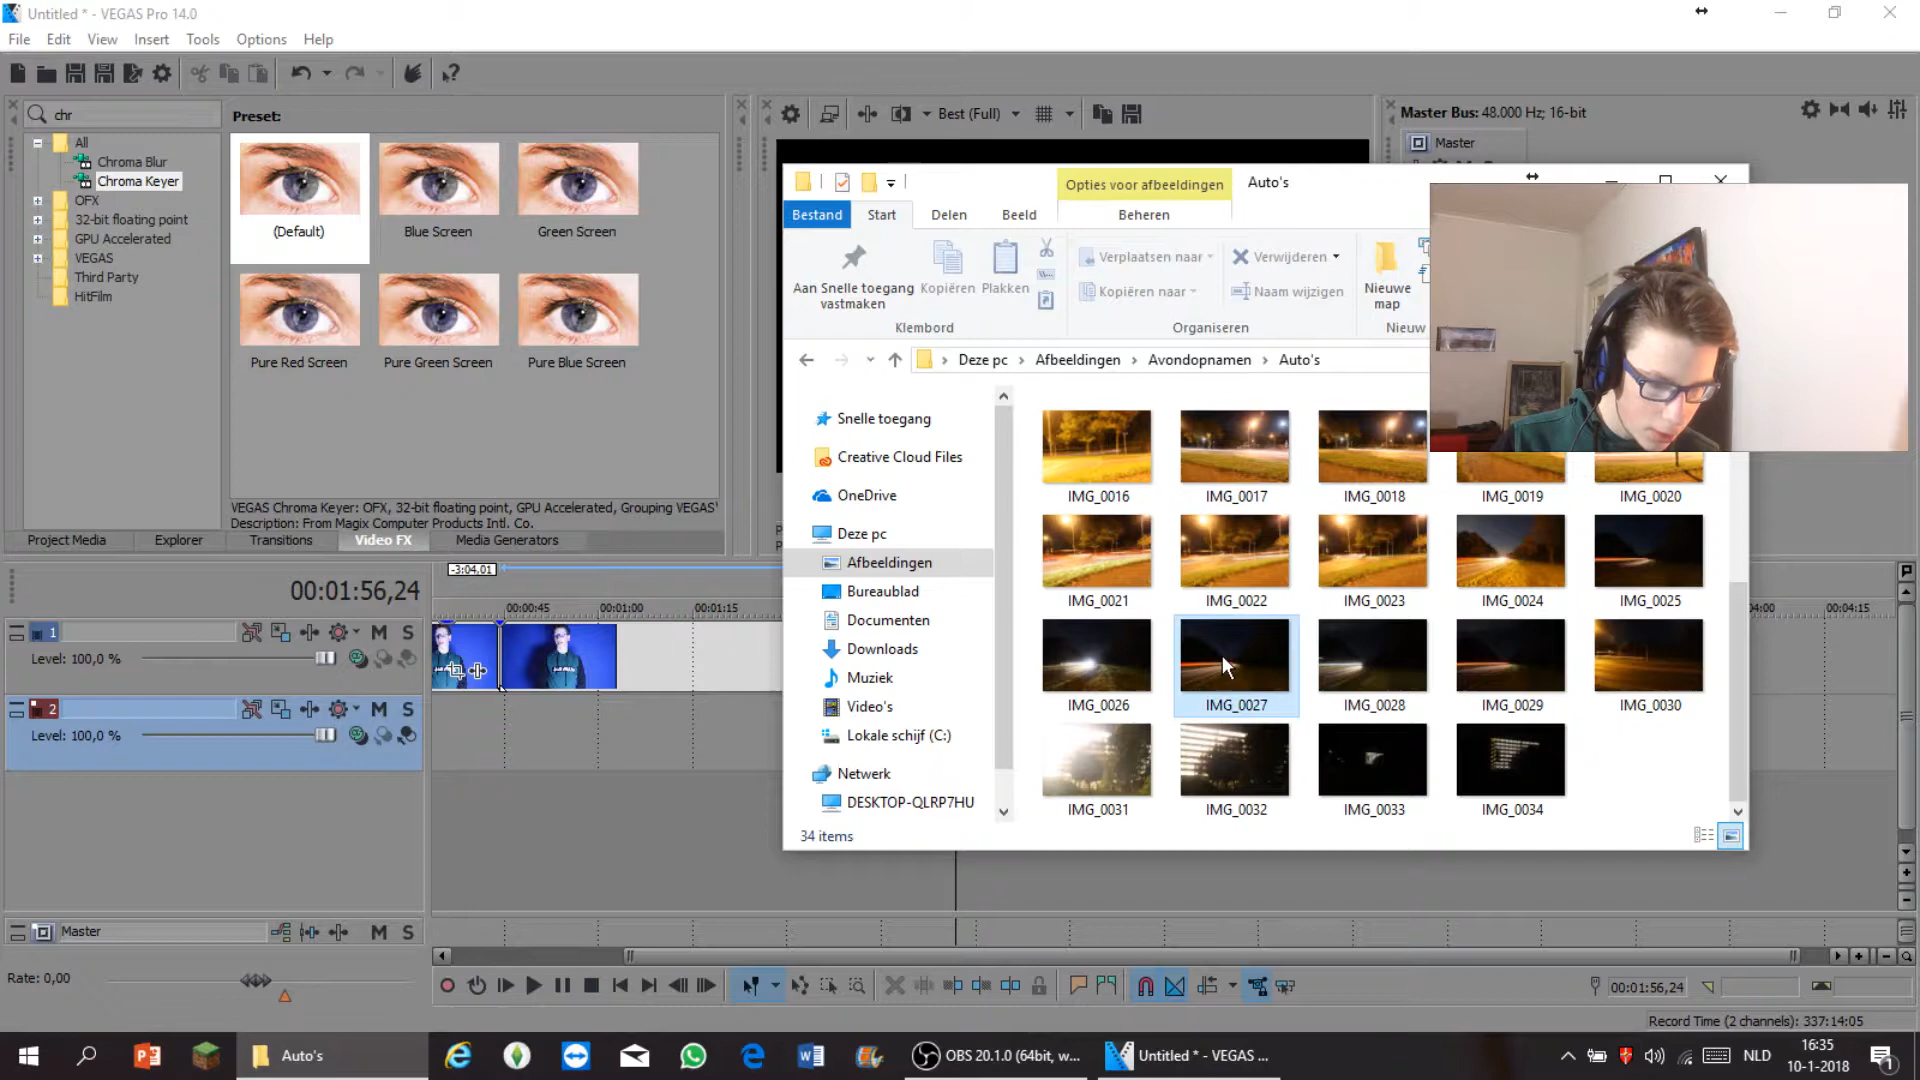 Untitled * - VEGAS Pro 14.0
File Edit View Insert Tools Options Help
chr
All
Chroma Blur
Chroma Keyer
OFX
32-bit floating point
GPU Accelerated
VEGAS
Third Party
HitFilm
Preset:
(Default) Blue Screen Green Screen
Pure Red Screen Pure Green Screen Pure Blue Screen
VEGAS Chroma Keyer: OFX, 32-bit floating point, GPU Accelerated, Grouping VEGAS'
Description: From Magix Computer Products Intl. Co.
Project Media Explorer Transitions Video FX Media Generators
Best (Full)
Master Bus: 48.000 Hz; 16-bit
Master
Opties voor afbeeldingen Auto's
Bestand Start Delen Beeld Beheren
Aan Snelle toegang vastmaken
Kopiëren Plakken
Verplaatsen naar
Kopiëren naar
Verwijderen
Naam wijzigen
Nieuwe map
Klembord Organiseren Nieuw
Deze pc Afbeeldingen Avondopnamen Auto's
Snelle toegang
Creative Cloud Files
OneDrive
Deze pc
Afbeeldingen
Bureaublad
Documenten
Downloads
Muziek
Video's
Lokale schijf (C:)
Netwerk
DESKTOP-QLRP7HU
IMG_0016 IMG_0017 IMG_0018 IMG_0019 IMG_0020
IMG_0021 IMG_0022 IMG_0023 IMG_0024 IMG_0025
IMG_0026 IMG_0027 IMG_0028 IMG_0029 IMG_0030
IMG_0031 IMG_0032 IMG_0033 IMG_0034
34 items
-3:04.01
00:01:56,24
00:00:45 00:01:00 00:01:15
:04:00 00:04:15
1 M S
Level: 100,0 %
2 M S
Level: 100,0 %
Master M S
Rate: 0,00
00:01:56,24
Record Time (2 channels): 337:14:05
Auto's
OBS 20.1.0 (64bit, w...
Untitled * - VEGAS ...
NLD
16:35
10-1-2018
1